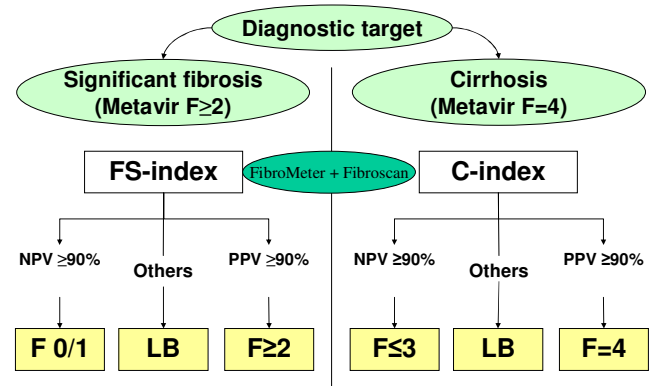 Diagnostic target
Significant fibrosis
(Metavir F≥2)
Cirrhosis
(Metavir F=4)
FS-index
FibroMeter + Fibroscan
C-index
NPV ≥90%
Others
PPV ≥90%
NPV ≥90%
Others
PPV ≥90%
F 0/1
LB
F≥2
F≤3
LB
F=4